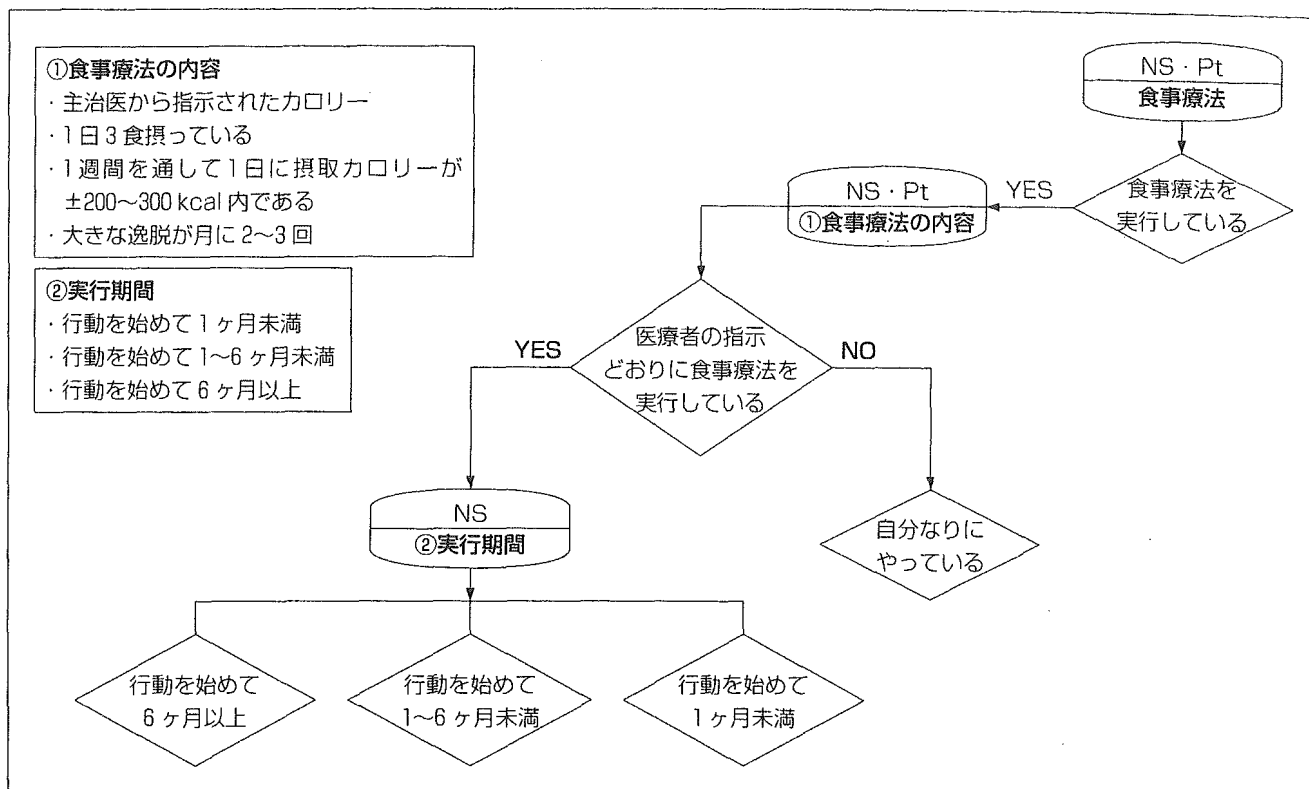 ①食事療法の内容
・主治医から指示されたカロリー
・1日3食摂っている
・1週間を通して1日に摂取カロリーが
±200〜300 kcal 内である
・大きな逸脱が月に2〜3回
②実行期間
・行動を始めて1ヶ月未満
・行動を始めて1〜6ヶ月未満
・行動を始めて6ヶ月以上
NS・Pt
食事療法
食事療法を
実行している
YES
NS・Pt
①食事療法の内容
医療者の指示
どおりに食事療法を
実行している
YES
NO
NS
②実行期間
自分なりに
やっている
行動を始めて
6ヶ月以上
行動を始めて
1〜6ヶ月未満
行動を始めて
1ヶ月未満